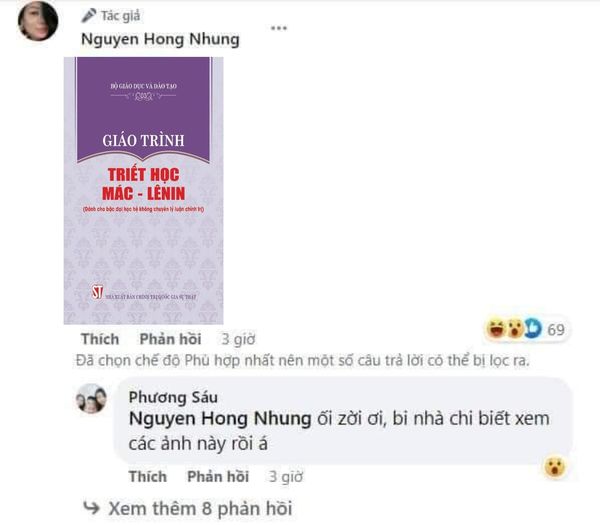 Tác giả
Nguyen Hong Nhung
BỘ GIÁO DỤC VÀ ĐÀO TẠO
GIÁO TRÌNH
TRIẾT HỌC
MÁC - LÊNIN
(Dành cho bậc đại học hệ không chuyên lý luận chính trị)
ST NHÀ XUẤT BẢN CHÍNH TRỊ QUỐC GIA SỰ THẬT
Thích Phản hồi 3 giờ
69
Đã chọn chế độ Phù hợp nhất nên một số câu trả lời có thể bị lọc ra.
Phương Sáu
Nguyen Hong Nhung ối zời ơi, bi nhà chi biết xem
các ảnh này rồi á
Thích Phản hồi 3 giờ
Xem thêm 8 phản hồi